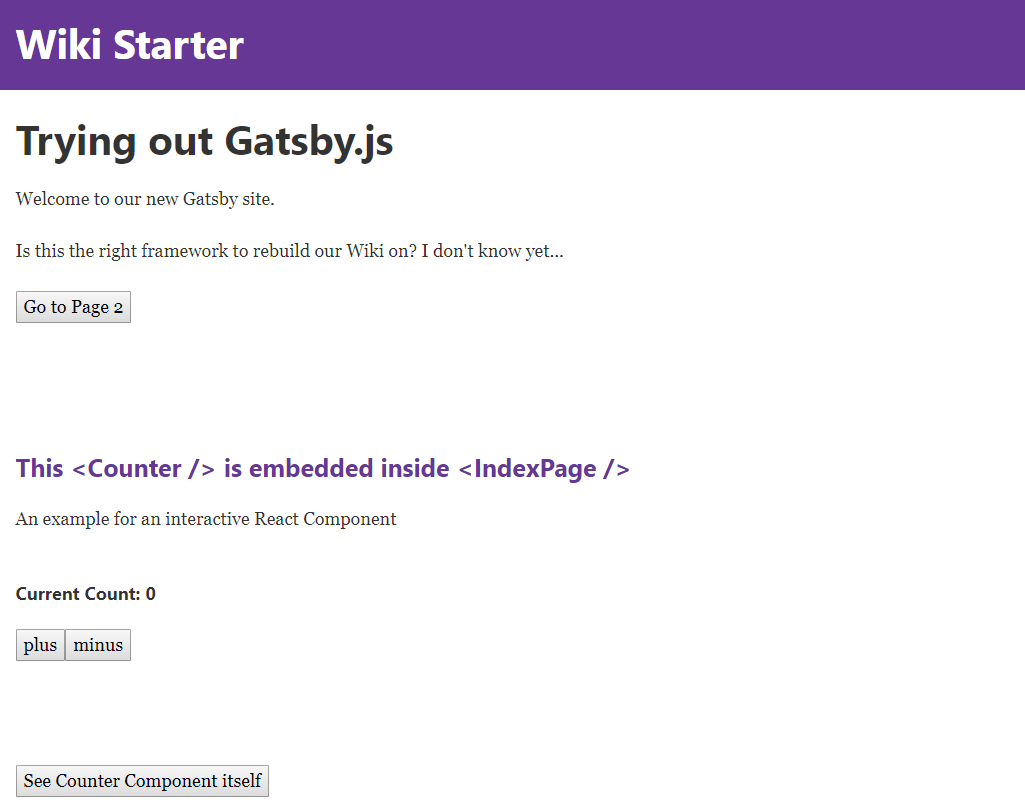 Wiki Starter
Trying out Gatsby.js
Welcome to our new Gatsby site.
Is this the right framework to rebuild our Wiki on? I don't know yet...
Go to Page 2
This <Counter /> is embedded inside <IndexPage />
An example for an interactive React Component
Current Count: 0
plus minus
See Counter Component itself